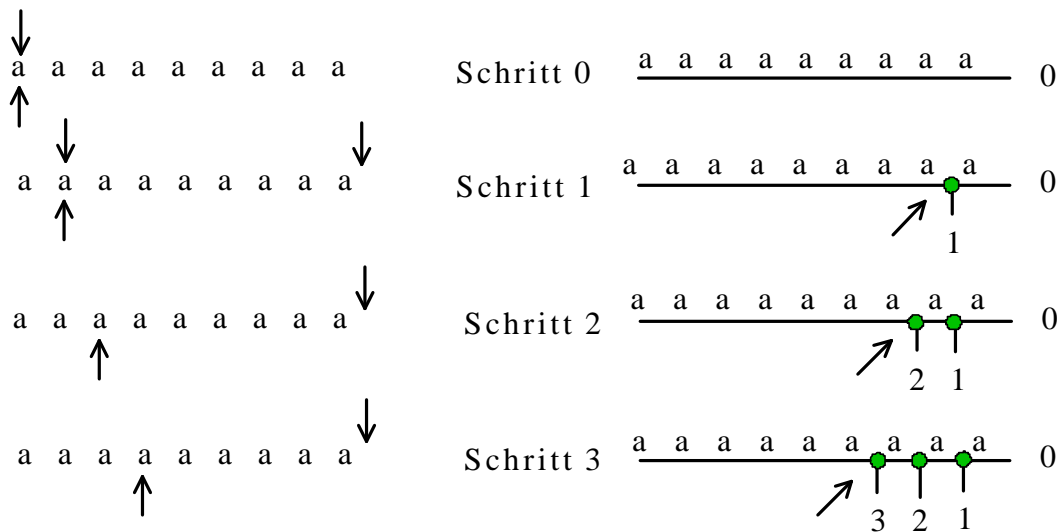 a a a a a a a a a Schritt 0 a a a a a a a a a 0
a a a a a a a a a Schritt 1 a a a a a a a a a 0
1
a a a a a a a a a Schritt 2 a a a a a a a a a 0
2 1
a a a a a a a a a Schritt 3 a a a a a a a a a 0
3 2 1